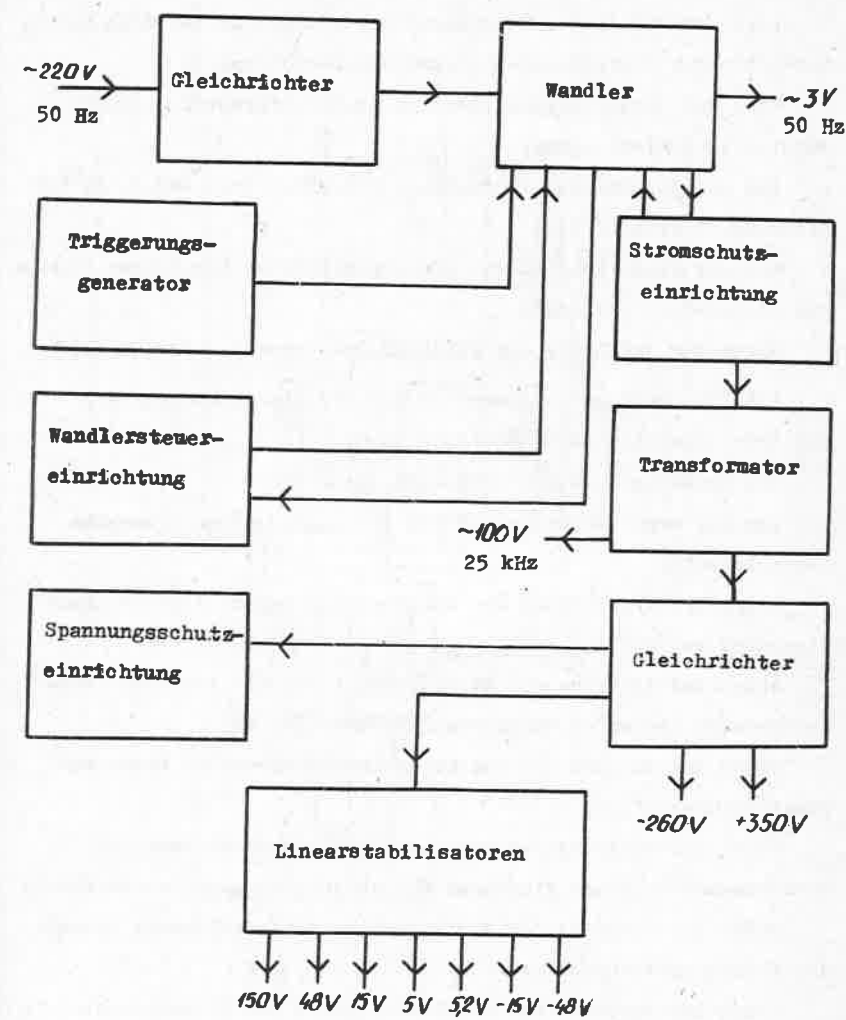 ~220V
50 Hz
Gleichrichter
Wandler
~3V
50 Hz
Triggerungs-
generator
Stromschutz-
einrichtung
Wandlersteuer-
einrichtung
Transformator
~100V
25 kHz
Spannungsschutz-
einrichtung
Gleichrichter
-260V +350V
Linearstabilisatoren
150V 48V 15V 5V 5,2V -15V -48V